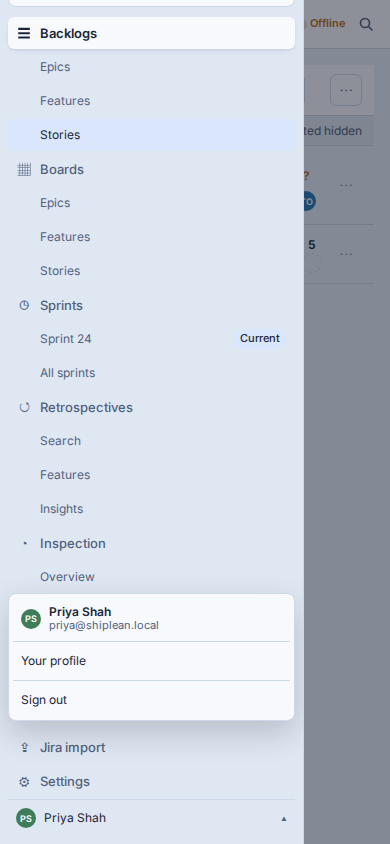 Offline
Backlogs
Epics
Features
Stories
ted hidden
Boards
?
Epics
Features
5
Stories
Sprints
Sprint 24
Current
All sprints
Retrospectives
Search
Features
Insights
Inspection
Overview
PS
Priya Shah
priya@shiplean.local
Your profile
Sign out
Jira import
Settings
PS
Priya Shah